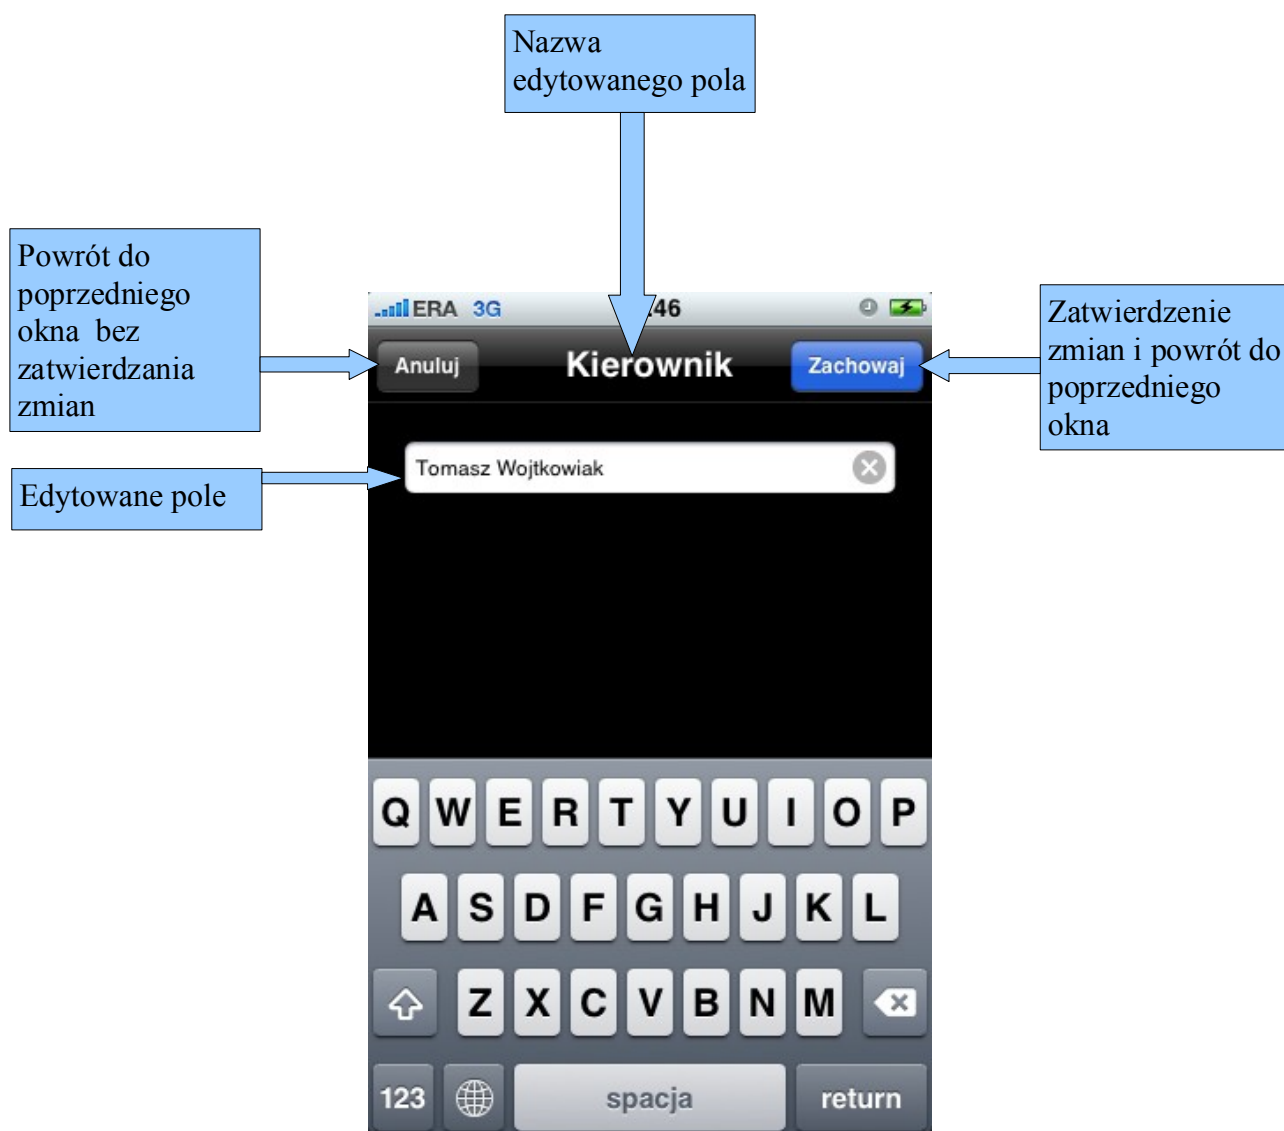 Nazwa
edytowanego pola
Powrót do
poprzedniego
okna bez
zatwierdzania
zmian
Edytowane pole
ERA 3G :46
Anuluj Kierownik Zachowaj
Tomasz Wojtkowiak
Zatwierdzenie
zmian i powrót do
poprzedniego
okna
Q W E R T Y U I O P
A S D F G H J K L
Z X C V B N M
123 spacja return